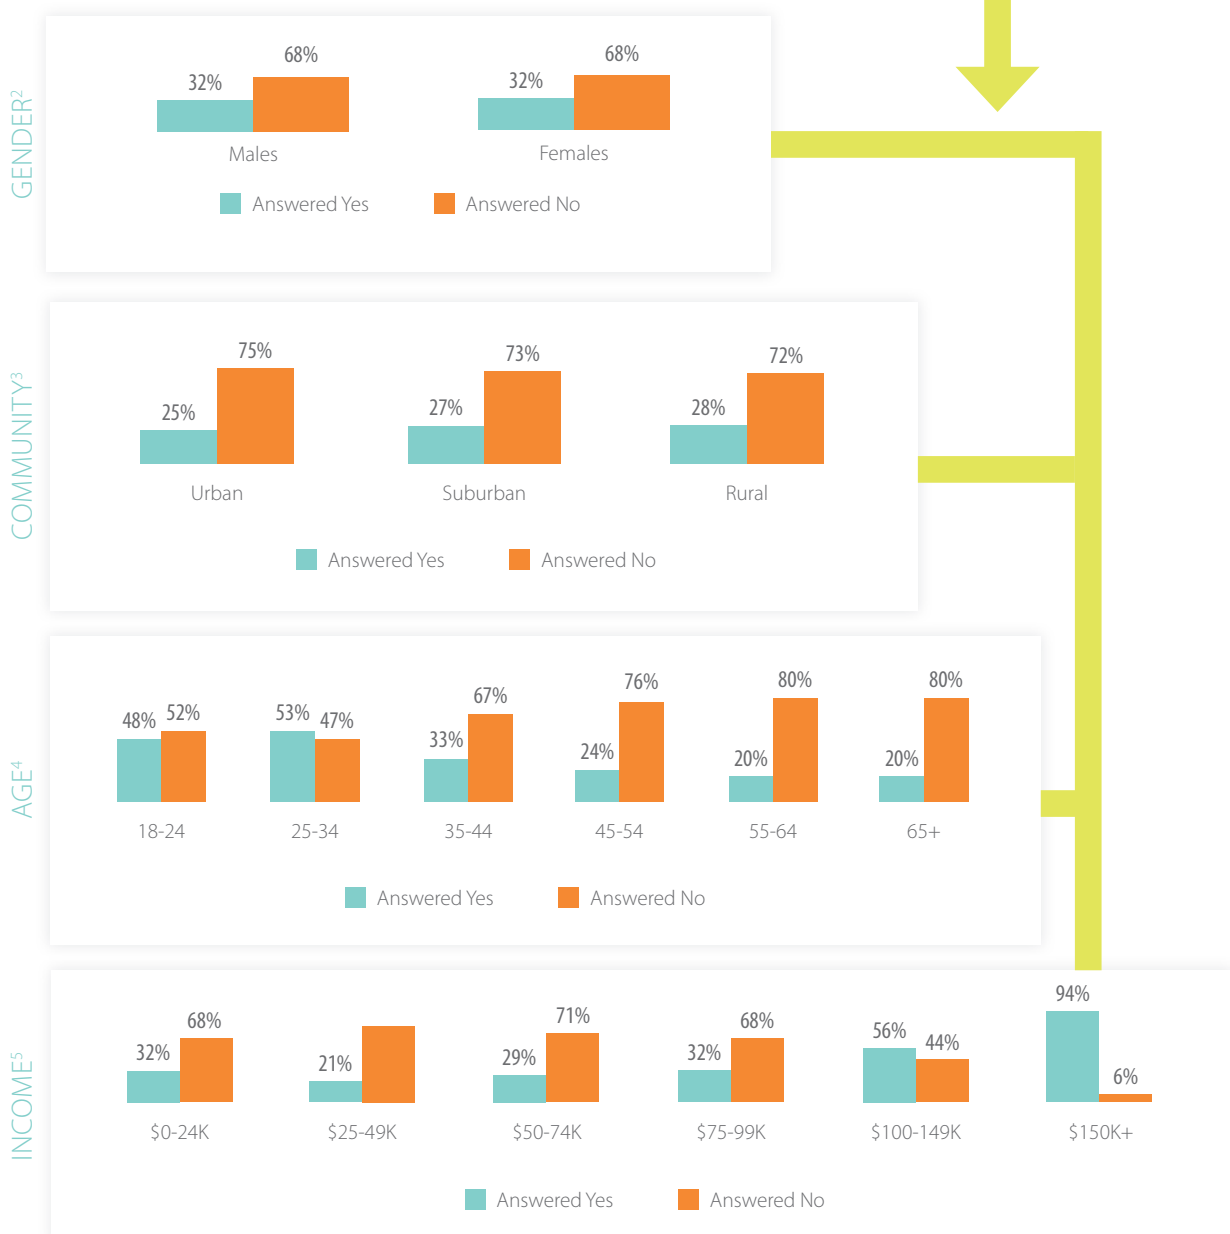 GENDER2
32% 68% 32% 68%
Males Females
Answered Yes Answered No
COMMUNITY3
25% 75% 27% 73% 28% 72%
Urban Suburban Rural
Answered Yes Answered No
AGE4
48% 52% 53% 47% 33% 67% 24% 76% 20% 80% 20% 80%
18-24 25-34 35-44 45-54 55-64 65+
Answered Yes Answered No
INCOME5
32% 68% 21% 29% 71% 32% 68% 56% 44% 94% 6%
$0-24K $25-49K $50-74K $75-99K $100-149K $150K+
Answered Yes Answered No